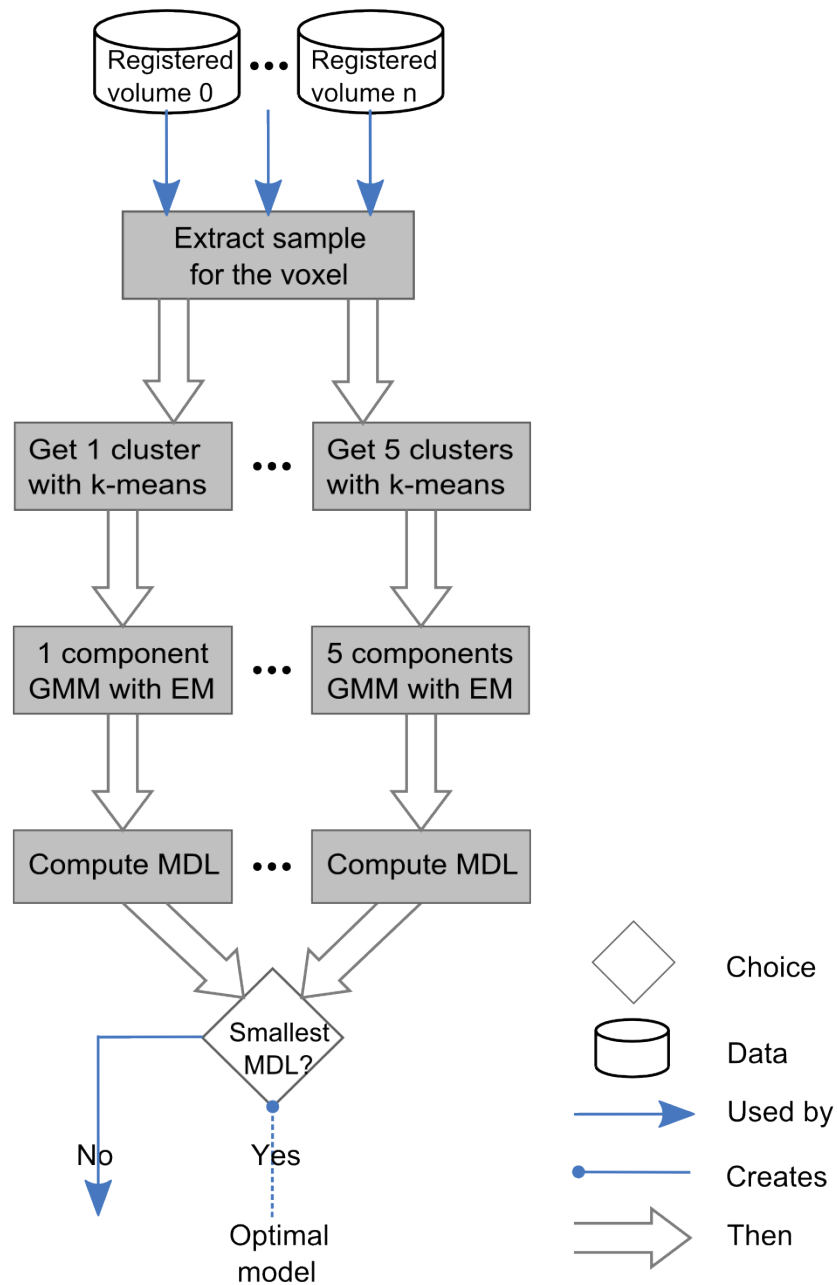 Registered
volume 0
Registered
volume n
Extract sample
for the voxel
Get 1 cluster
with k-means
Get 5 clusters
with k-means
1 component
GMM with EM
5 components
GMM with EM
Compute MDL
Compute MDL
Smallest
MDL?
No
Yes
Optimal
model
Choice
Data
Used by
Creates
Then